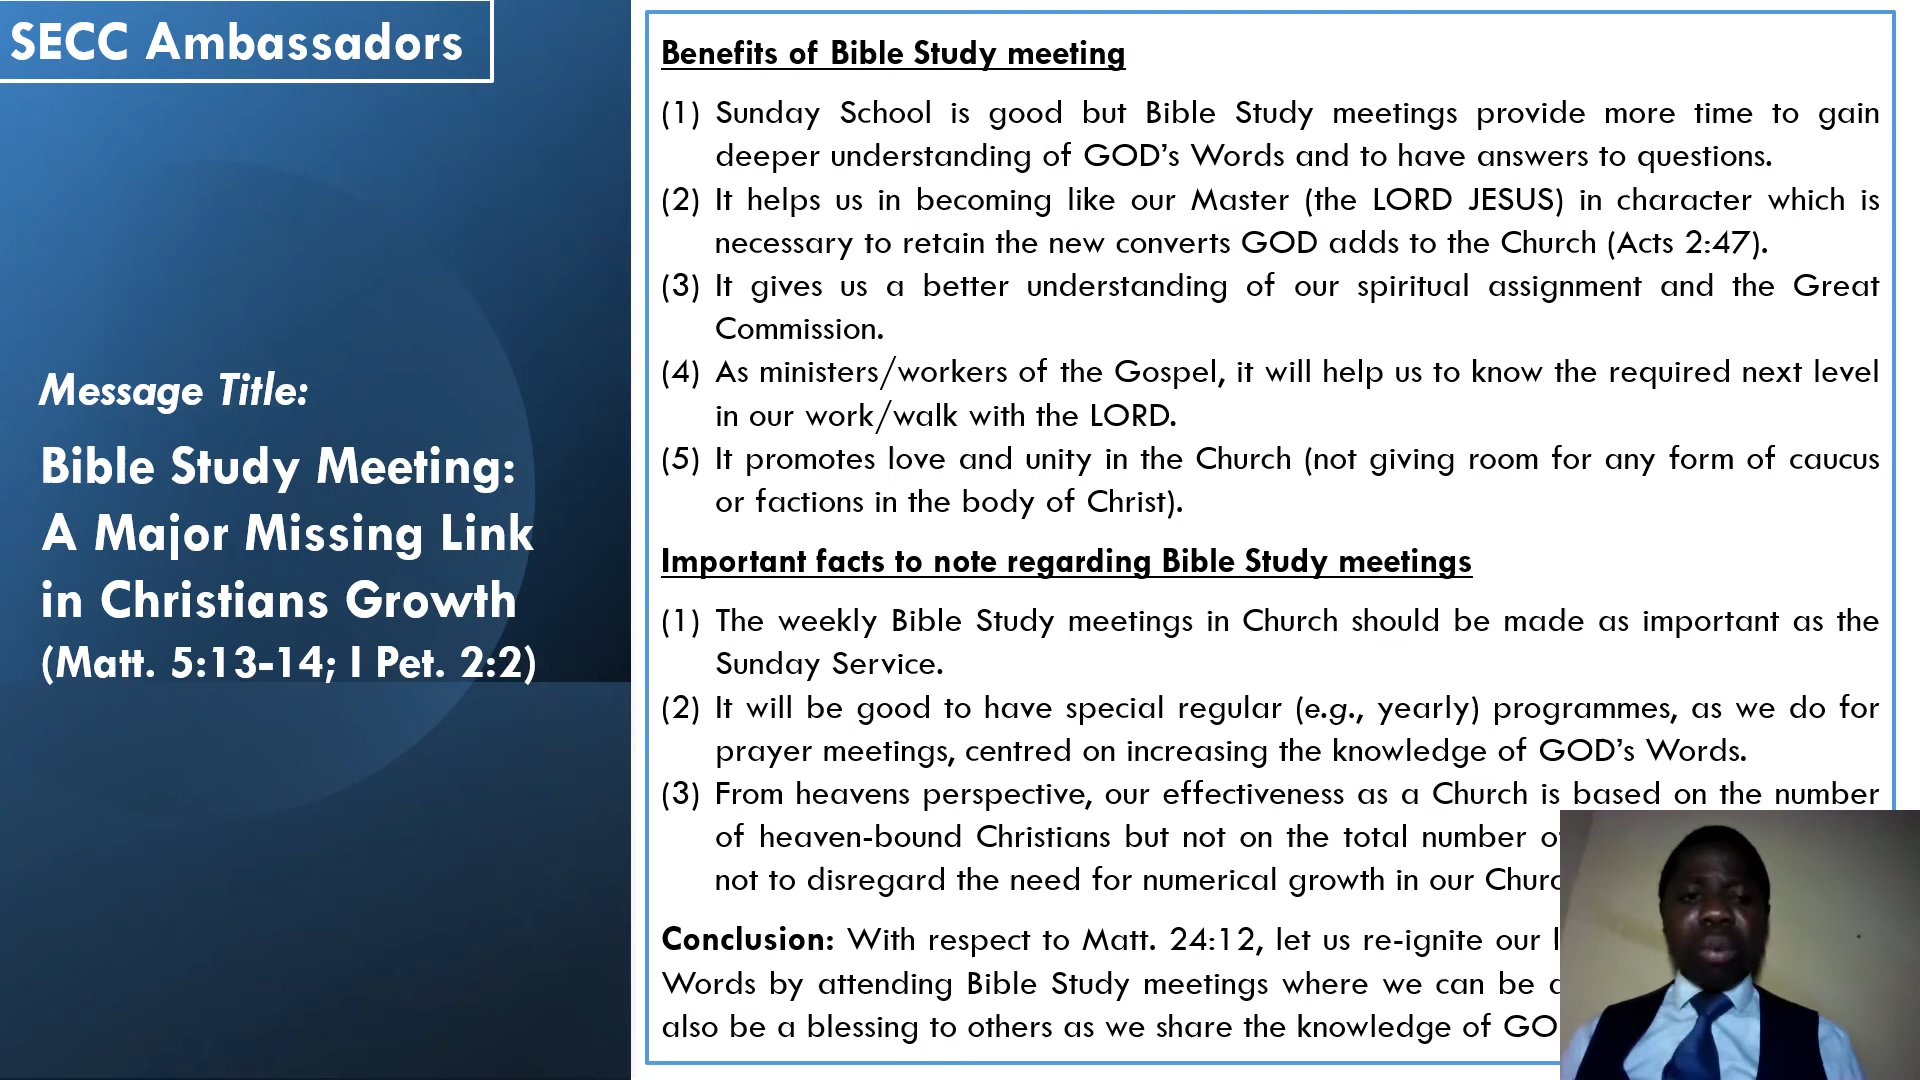 SECC Ambassadors
Message Title:
Bible Study Meeting:
A Major Missing Link
in Christians Growth
(Matt. 5:13-14; I Pet. 2:2)
Benefits of Bible Study meeting
(1) Sunday School is good but Bible Study meetings provide more time to gain
deeper understanding of GOD’s Words and to have answers to questions.
(2) It helps us in becoming like our Master (the LORD JESUS) in character which is
necessary to retain the new converts GOD adds to the Church (Acts 2:47).
(3) It gives us a better understanding of our spiritual assignment and the Great
Commission.
(4) As ministers/workers of the Gospel, it will help us to know the required next level
in our work/walk with the LORD.
(5) It promotes love and unity in the Church (not giving room for any form of caucus
or factions in the body of Christ).
Important facts to note regarding Bible Study meetings
(1) The weekly Bible Study meetings in Church should be made as important as the
Sunday Service.
(2) It will be good to have special regular (e.g., yearly) programmes, as we do for
prayer meetings, centred on increasing the knowledge of GOD’s Words.
(3) From heavens perspective, our effectiveness as a Church is based on the number
of heaven-bound Christians but not on the total number
not to disregard the need for numerical growth in our
Conclusion: With respect to Matt. 24:12, let us re-ignite our
Words by attending Bible Study meetings where we can be
also be a blessing to others as we share the knowledge of